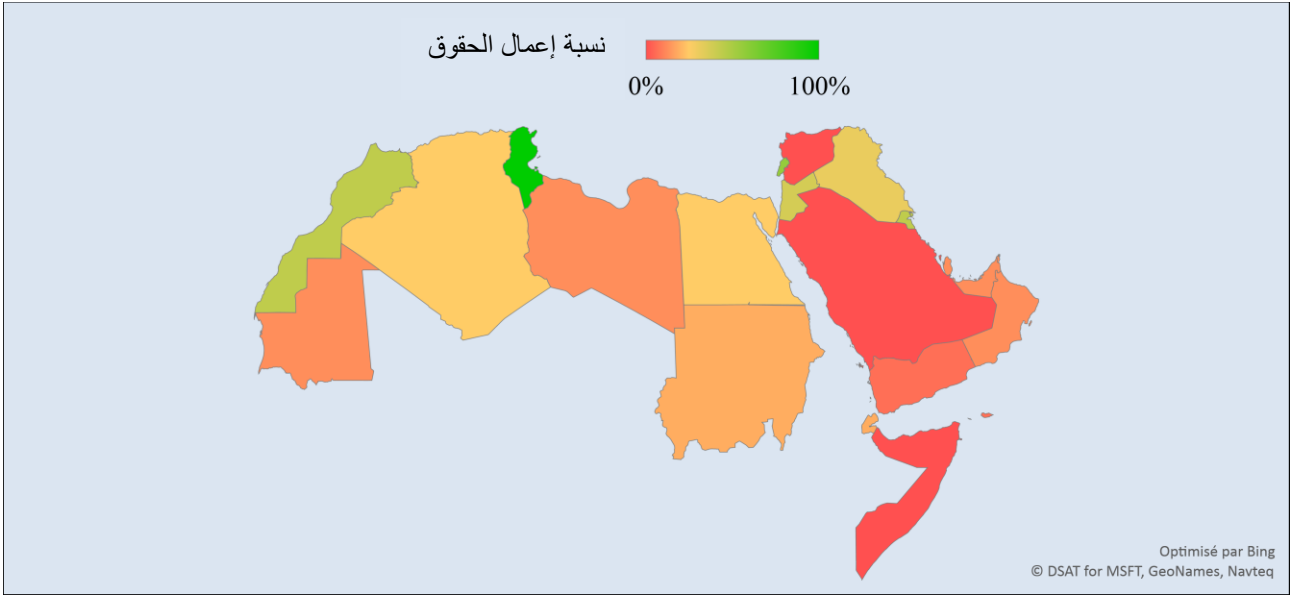 نسبة إعمال الحقوق
0% 100%
Optimisé par Bing
© DSAT for MSFT, GeoNames, Navteq